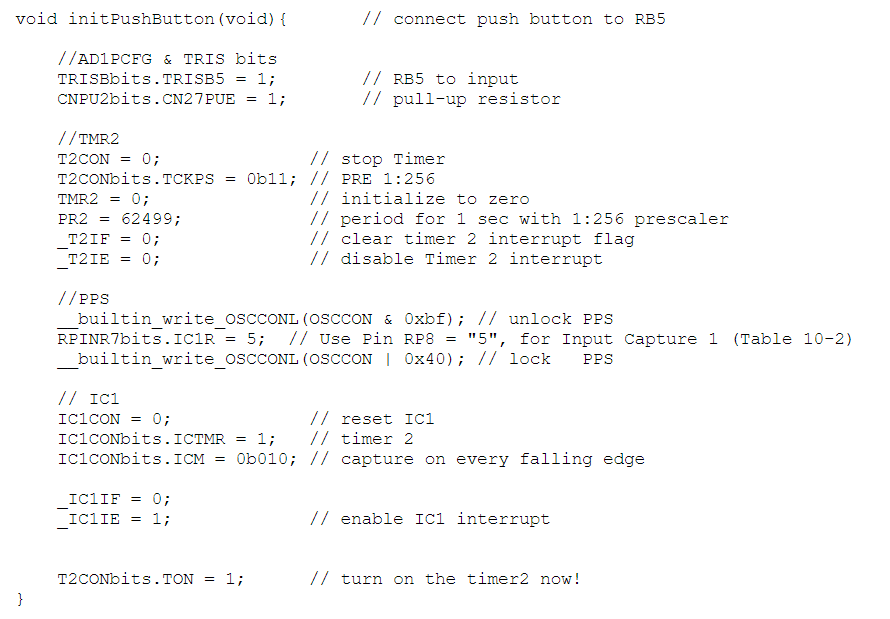 void initPushButton(void){       // connect push button to RB5
    //AD1PCFG & TRIS bits
    TRISBbits.TRISB5 = 1;        // RB5 to input
    CNPU2bits.CN27PUE = 1;       // pull-up resistor
    //TMR2
    T2CON = 0;              // stop Timer
    T2CONbits.TCKPS = 0b11; // PRE 1:256
    TMR2 = 0;               // initialize to zero
    PR2 = 62499;            // period for 1 sec with 1:256 prescaler
    _T2IF = 0;              // clear timer 2 interrupt flag
    _T2IE = 0;              // disable Timer 2 interrupt
    //PPS
    __builtin_write_OSCCONL(OSCCON & 0xbf); // unlock PPS
    RPINR7bits.IC1R = 5;  // Use Pin RP8 = "5", for Input Capture 1 (Table 10-2)
    __builtin_write_OSCCONL(OSCCON | 0x40); // lock   PPS
    // IC1
    IC1CON = 0;             // reset IC1
    IC1CONbits.ICTMR = 1;   // timer 2
    IC1CONbits.ICM = 0b010; // capture on every falling edge
    _IC1IF = 0;
    _IC1IE = 1;             // enable IC1 interrupt
    T2CONbits.TON = 1;      // turn on the timer2 now!
}